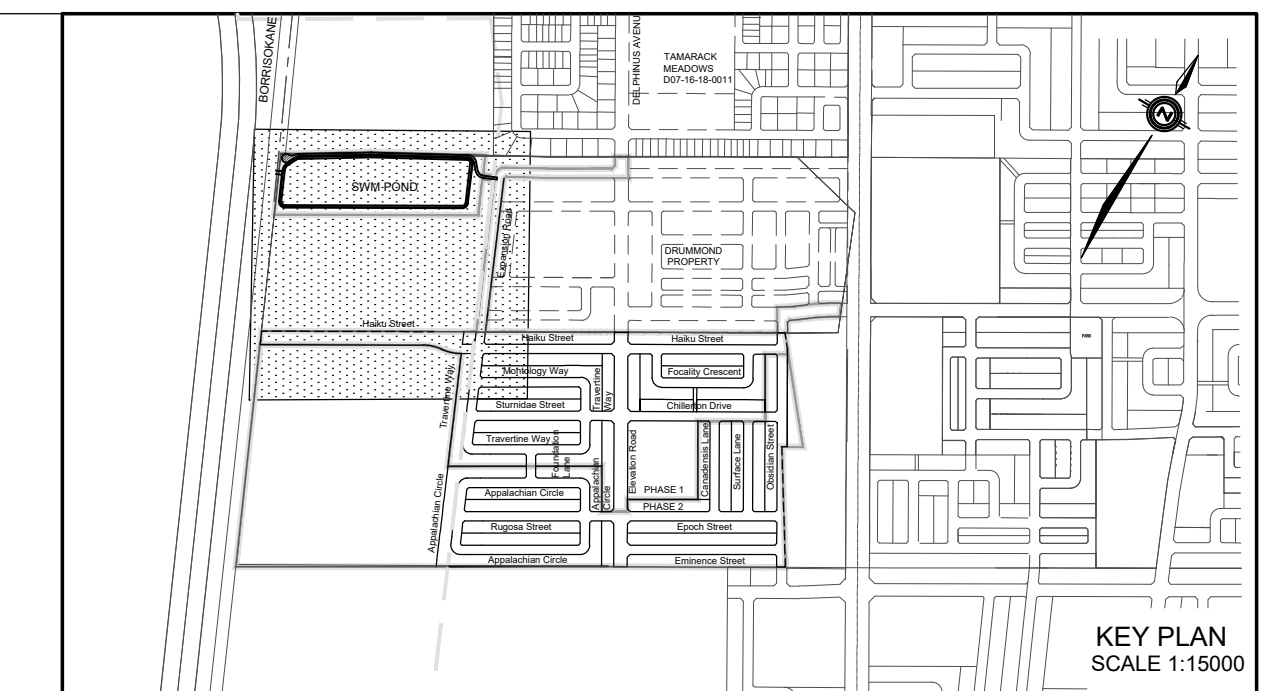 BORRISOKANE
DELPHINUS AVENU
TAMARACK
MEADOWS
D07-16-18-0011
N
SWM POND
Expansion Road
DRUMMOND
PROPERTY
Haiku Street
Haiku Street
Haiku Street
PARK
Montology Way
Travertine
Way
Focality Crescent
Travertine Way
Sturnidae Street
Chillerton Drive
Travertine Way
Foundation
Lane
Elevation Road
Canadensis Lane
Surface Lane
Obsidian Street
Appalachian Circle
Appalachian Circle
Appalachian
Circle
PHASE 1
PHASE 2
Rugosa Street
Epoch Street
Appalachian Circle
Eminence Street
KEY PLAN
SCALE 1:15000